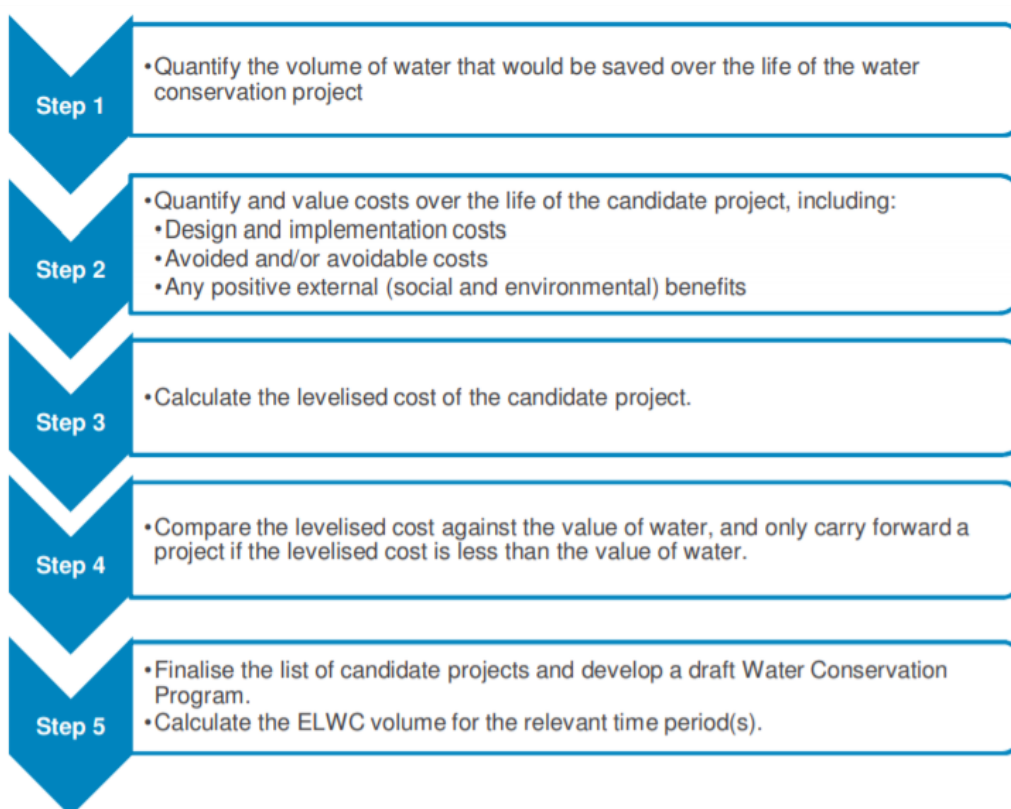 Step 1
•Quantify the volume of water that would be saved over the life of the water
conservation project
Step 2
•Quantify and value costs over the life of the candidate project, including:
•Design and implementation costs
•Avoided and/or avoidable costs
•Any positive external (social and environmental) benefits
Step 3
•Calculate the levelised cost of the candidate project.
Step 4
•Compare the levelised cost against the value of water, and only carry forward a
project if the levelised cost is less than the value of water.
Step 5
•Finalise the list of candidate projects and develop a draft Water Conservation
Program.
•Calculate the ELWC volume for the relevant time period(s).